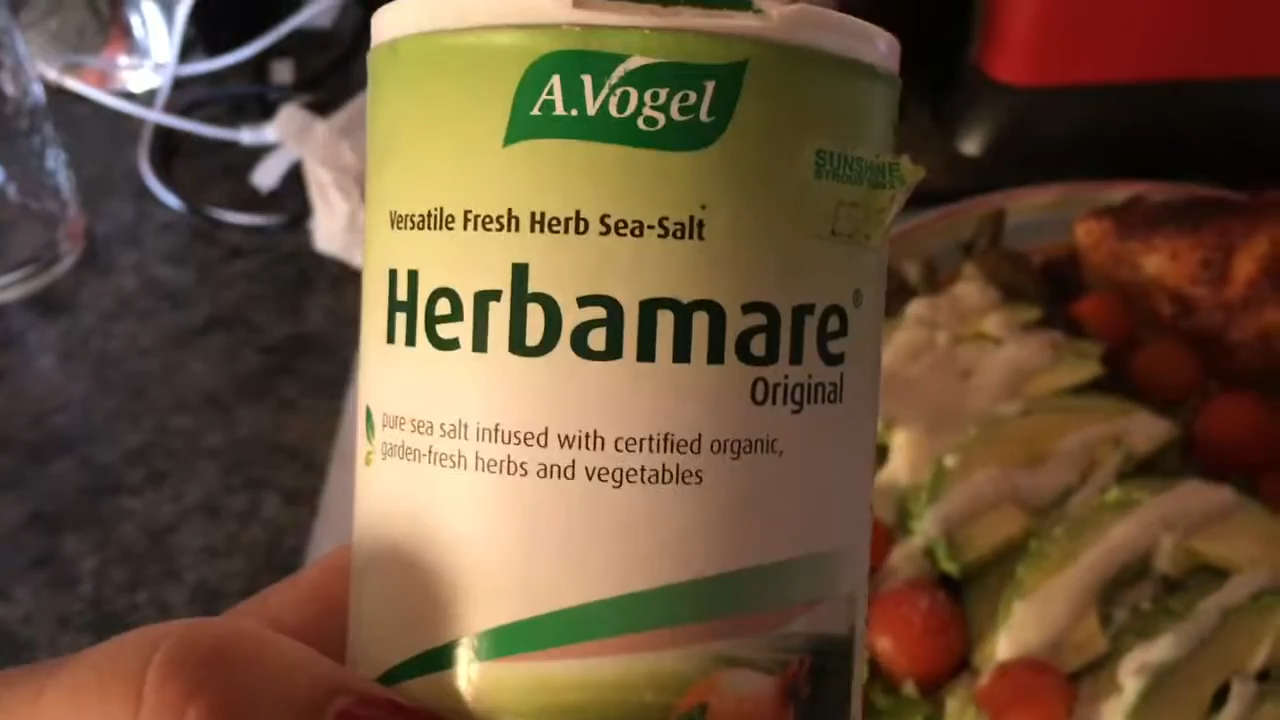 A.Vogel
SUNSHINE
Versatile Fresh Herb Sea-Salt
Herbamare®
Original
pure sea salt infused with certified organic,
garden-fresh herbs and vegetables